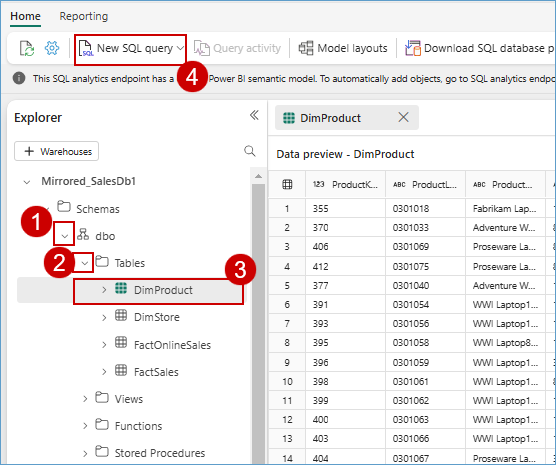 Home Reporting
SQL New SQL query Query activity Model layouts Download SQL database p
4
This SQL analytics endpoint has a Power BI semantic model. To automatically add objects, go to SQL analytics endpo
Explorer
+ Warehouses
Mirrored_SalesDb1
Schemas
1
dbo
2
Tables
3
DimProduct
DimStore
FactOnlineSales
FactSales
Views
Functions
Stored Procedures
DimProduct
Data preview - DimProduct
123 ProductK... ABC ProductL... ABC Product...
1 355 0301018 Fabrikam Lap...
2 370 0301033 Adventure W...
3 406 0301069 Proseware Lap...
4 412 0301075 Proseware Lap...
5 377 0301040 Adventure W...
6 391 0301054 WWI Laptop1...
7 393 0301056 WWI Laptop1...
8 395 0301058 WWI Laptop8...
9 396 0301059 WWI Laptop1...
10 398 0301061 WWI Laptop1...
11 399 0301062 WWI Laptop1...
12 400 0301063 WWI Laptop1...
13 403 0301066 WWI Laptop1...
14 404 0301067 Proseware La...